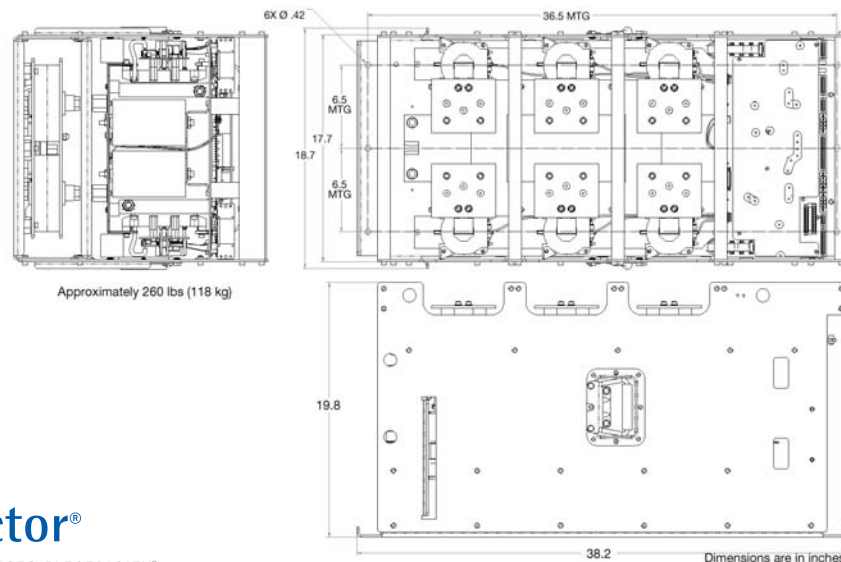 6X Ø .42
36.5 MTG
6.5
MTG
17.7
18.7
6.5
MTG
Approximately 260 lbs (118 kg)
19.8
ctor®
38.2
Dimensions are in inches